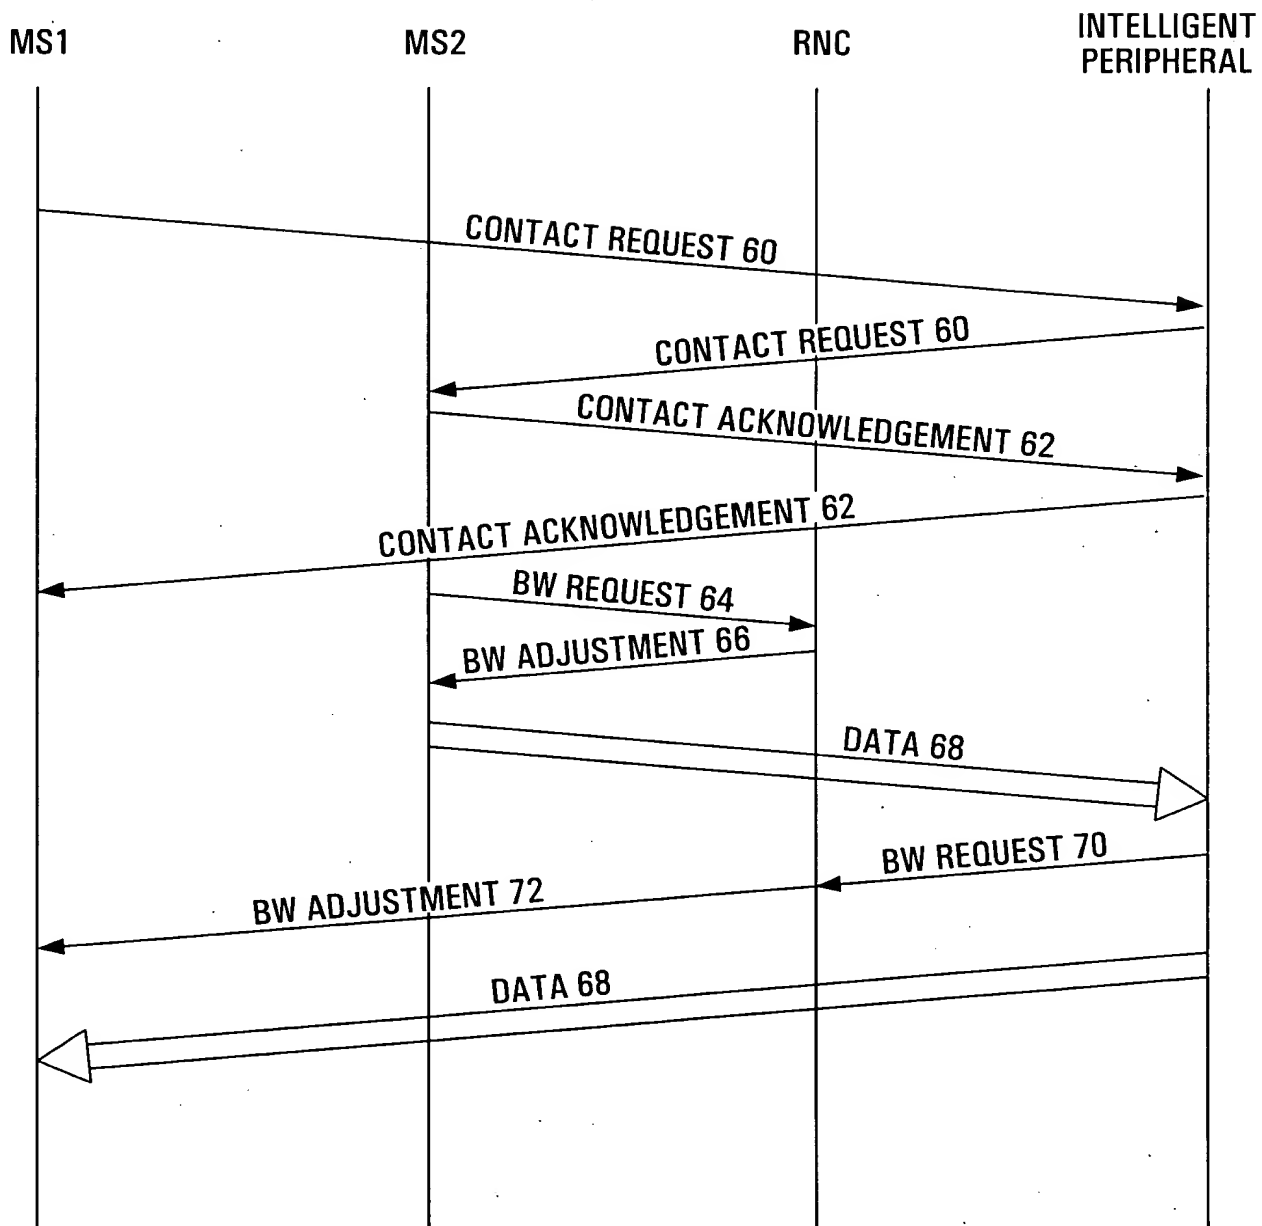 MS1
MS2
RNC
INTELLIGENT
PERIPHERAL
CONTACT REQUEST 60
CONTACT REQUEST 60
CONTACT ACKNOWLEDGEMENT 62
CONTACT ACKNOWLEDGEMENT 62
BW REQUEST 64
BW ADJUSTMENT 66
DATA 68
BW REQUEST 70
BW ADJUSTMENT 72
DATA 68